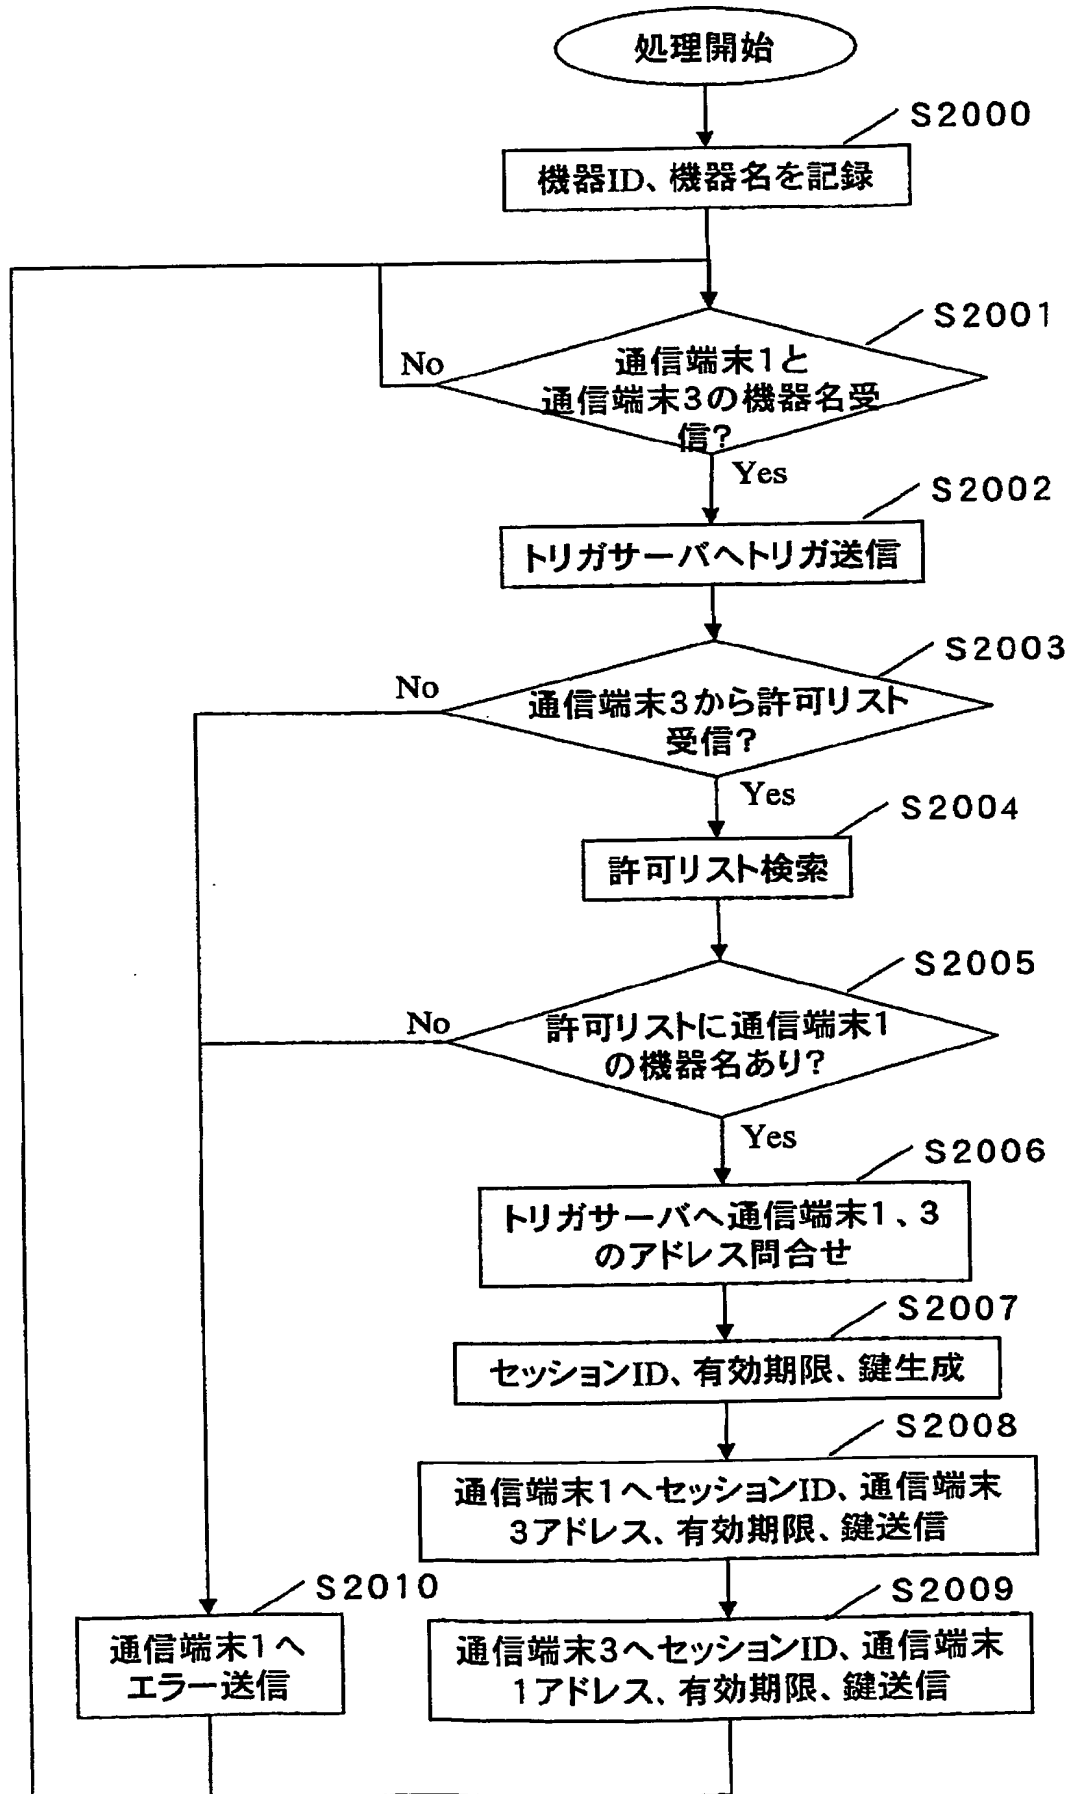 処理開始
S2000
機器ID、機器名を記録
S2001
No
通信端末1と
通信端末3の機器名受
信?
Yes
S2002
トリガサーバへトリガ送信
S2003
No
通信端末3から許可リスト
受信?
Yes
S2004
許可リスト検索
S2005
No
許可リストに通信端末1
の機器名あり?
Yes
S2006
トリガサーバへ通信端末1、3
のアドレス問合せ
S2007
セッションID、有効期限、鍵生成
S2008
通信端末1へセッションID、通信端末
3アドレス、有効期限、鍵送信
S2010
通信端末1へ
エラー送信
S2009
通信端末3へセッションID、通信端末
1アドレス、有効期限、鍵送信